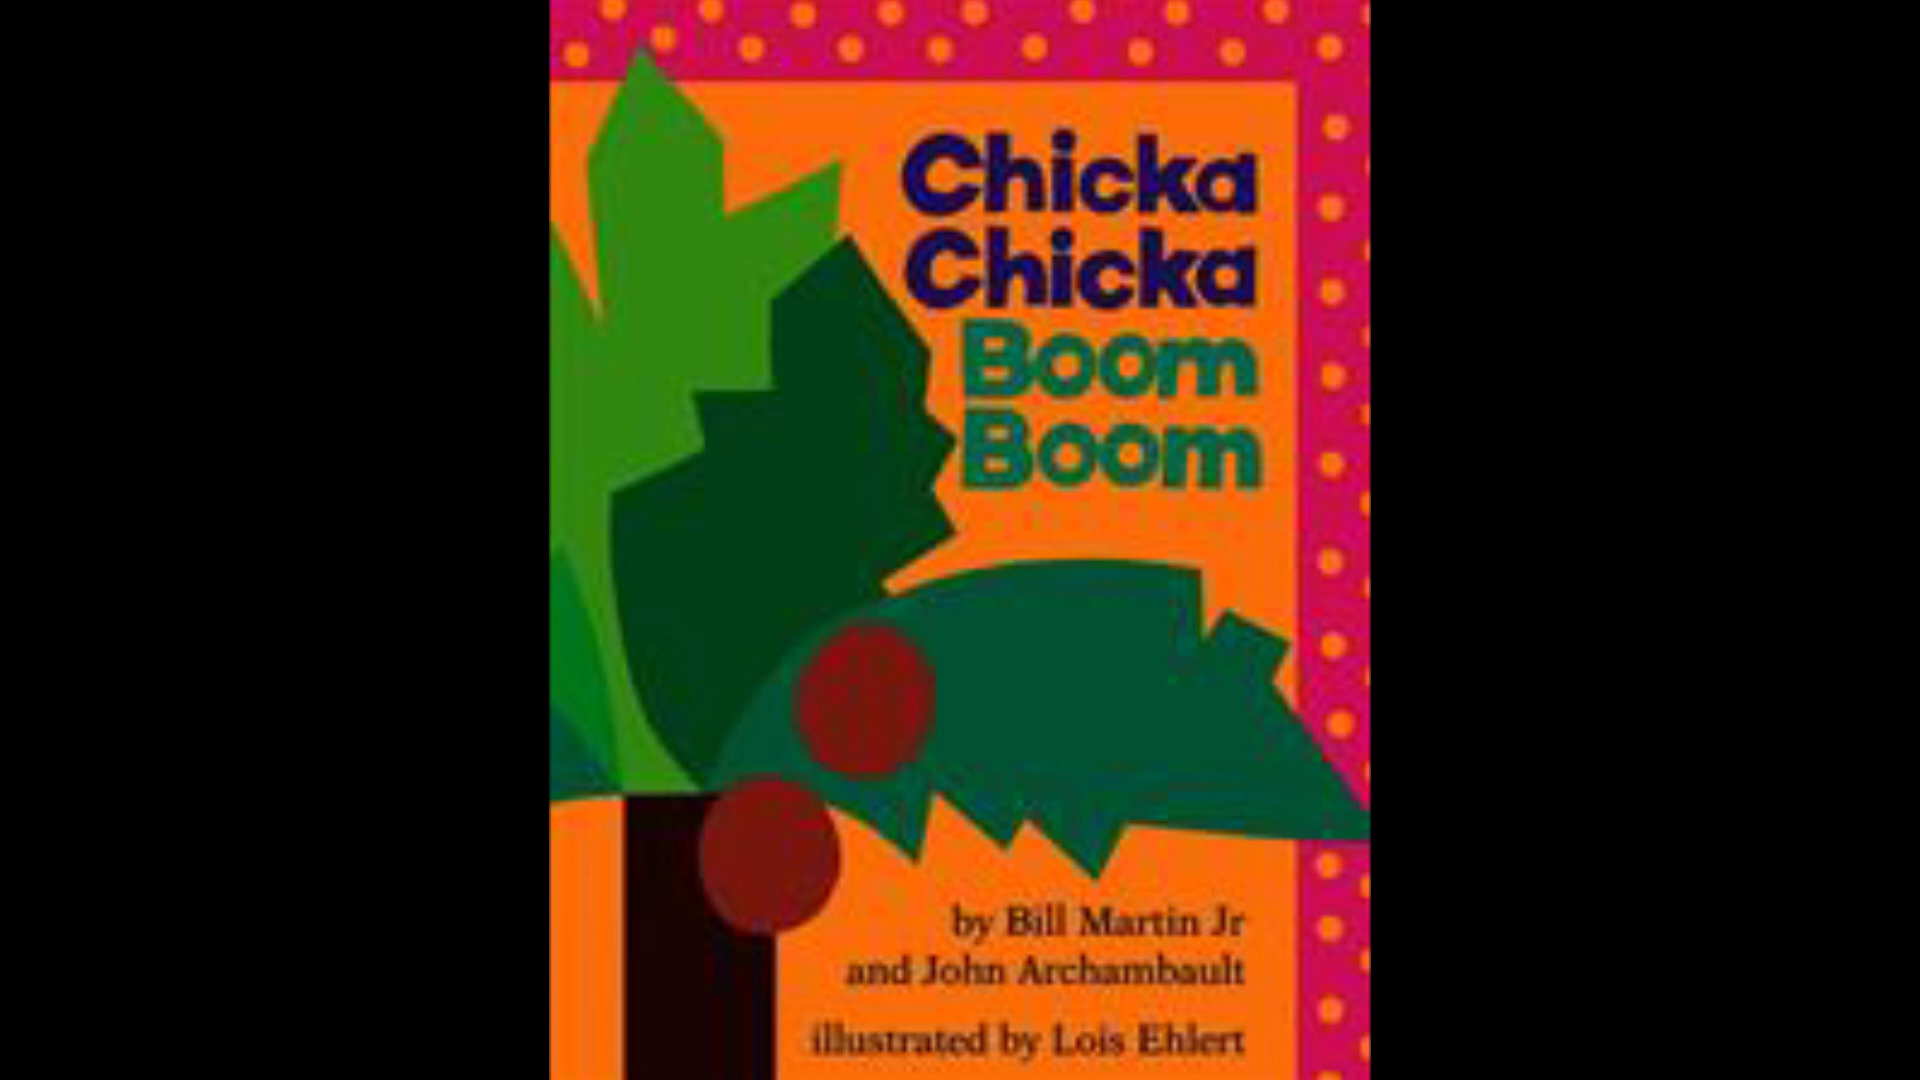 Chicka
Chicka
Boom
Boom
by Bill Martin Jr
and John Archambault
illustrated by Lois Ehlert